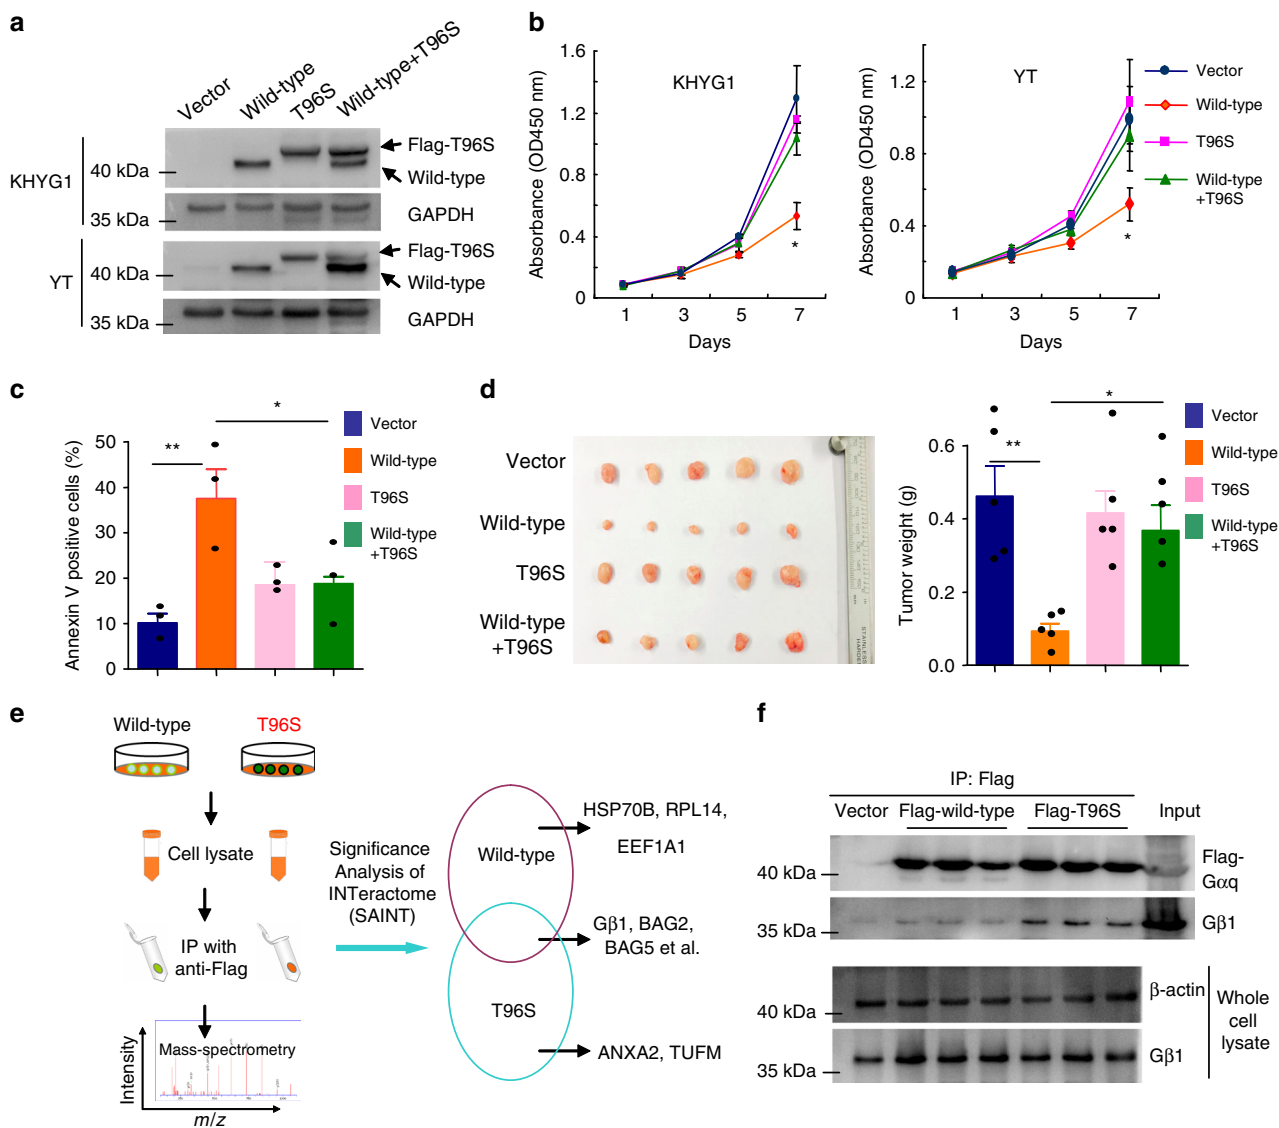 a
Vector
Wild-type
T96S
Wild-type+T96S
KHYG1
40 kDa
Flag-T96S
Wild-type
35 kDa
GAPDH
YT
40 kDa
Flag-T96S
Wild-type
35 kDa
GAPDH
b
Absorbance (OD450 nm)
1.6
1.2
0.8
0.4
0
KHYG1
*
1 3 5 7
Days
Absorbance (OD450 nm)
1.2
0.8
0.4
0
YT
*
1 3 5 7
Days
Vector
Wild-type
T96S
Wild-type
+T96S
c
Annexin V positive cells (%)
50
40
30
20
10
0
**
*
Vector
Wild-type
T96S
Wild-type
+T96S
d
Vector
Wild-type
T96S
Wild-type
+T96S
Tumor weight (g)
0.6
0.4
0.2
0.0
**
*
Vector
Wild-type
T96S
Wild-type
+T96S
e
Wild-type
T96S
Cell lysate
IP with
anti-Flag
Mass-spectrometry
Intensity
m/z
Significance
Analysis of
INTeractome
(SAINT)
Wild-type
T96S
HSP70B, RPL14,
EEF1A1
Gβ1, BAG2,
BAG5 et al.
ANXA2, TUFM
f
IP: Flag
Vector Flag-wild-type Flag-T96S Input
40 kDa
Flag-
Gαq
35 kDa
Gβ1
40 kDa
β-actin
35 kDa
Gβ1
Whole
cell
lysate